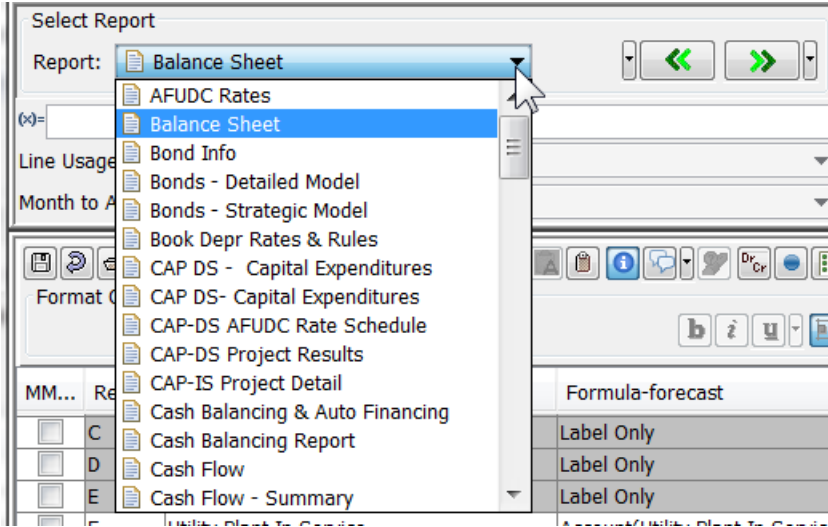 Select Report
Report: Balance Sheet
AFUDC Rates
(x)=
Balance Sheet
Line Usage
Bond Info
Bonds - Detailed Model
Month to A
Bonds - Strategic Model
Book Depr Rates & Rules
CAP DS - Capital Expenditures
Dr Cr
Format
CAP DS- Capital Expenditures
CAP-DS AFUDC Rate Schedule
b i u
CAP-DS Project Results
CAP-IS Project Detail
MM... Re Formula-forecast
Cash Balancing & Auto Financing
C Label Only
Cash Balancing Report
D Label Only
Cash Flow
E Label Only
Cash Flow - Summary